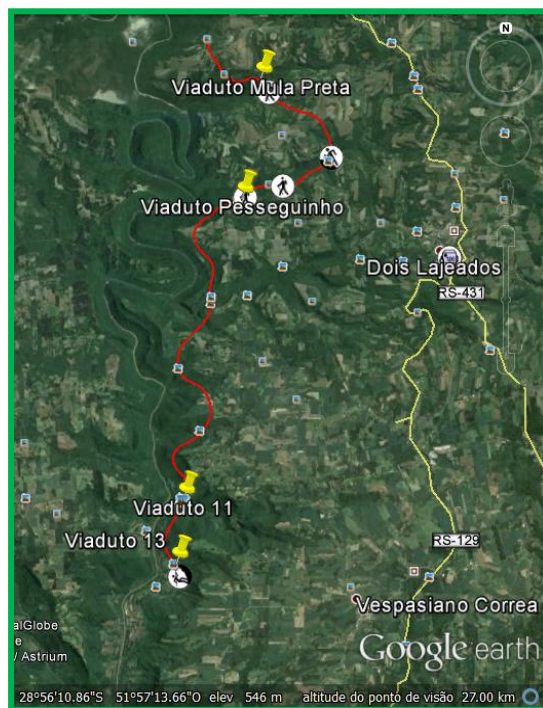 N
Viaduto Mula Preta
Viaduto Pesseguinho
Dois Lajeados
RS-431
Viaduto 11
Viaduto 13
RS-129
Vespasiano Correa
alGlobe
/ Astrium
Google earth
28°56'10.86"S 51°57'13.66"O elev 546 m altitude do ponto de visão 27.00 km